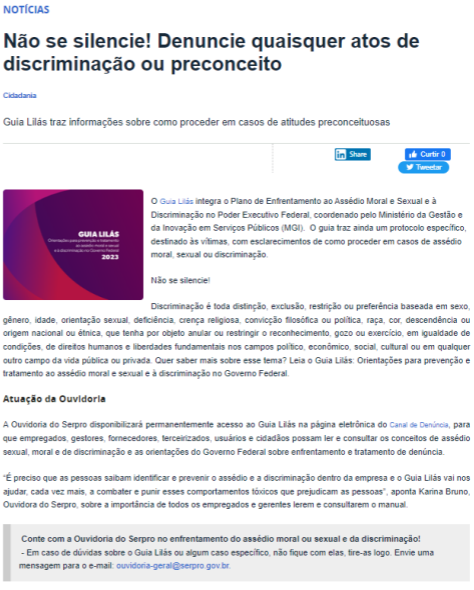 NOTÍCIAS
Não se silencie! Denuncie quaisquer atos de
discriminação ou preconceito
Cidadania
Guia Lilás traz informações sobre como proceder em casos de atitudes preconceituosas
in Share
Curtir 0
Tweetar
GUIA LILÁS
Orientações para prevenção e tratamento
ao assédio moral e sexual
e à discriminação no Governo Federal
2023
O Guia Lilás integra o Plano de Enfrentamento ao Assédio Moral e Sexual e à
Discriminação no Poder Executivo Federal, coordenado pelo Ministério da Gestão e
da Inovação em Serviços Públicos (MGI). O guia traz ainda um protocolo específico,
destinado às vítimas, com esclarecimentos de como proceder em casos de assédio
moral, sexual ou discriminação.
Não se silencie!
Discriminação é toda distinção, exclusão, restrição ou preferência baseada em sexo,
gênero, idade, orientação sexual, deficiência, crença religiosa, convicção filosófica ou política, raça, cor, descendência ou
origem nacional ou étnica, que tenha por objeto anular ou restringir o reconhecimento, gozo ou exercício, em igualdade de
condições, de direitos humanos e liberdades fundamentais nos campos político, econômico, social, cultural ou em qualquer
outro campo da vida pública ou privada. Quer saber mais sobre esse tema? Leia o Guia Lilás: Orientações para prevenção e
tratamento ao assédio moral e sexual e à discriminação no Governo Federal.
Atuação da Ouvidoria
A Ouvidoria do Serpro disponibilizará permanentemente acesso ao Guia Lilás na página eletrônica do Canal de Denúncia, para
que empregados, gestores, fornecedores, terceirizados, usuários e cidadãos possam ler e consultar os conceitos de assédio
sexual, moral e de discriminação e as orientações do Governo Federal sobre enfrentamento e tratamento de denúncia.
“É preciso que as pessoas saibam identificar e prevenir o assédio e a discriminação dentro da empresa e o Guia Lilás vai nos
ajudar, cada vez mais, a combater e punir esses comportamentos tóxicos que prejudicam as pessoas”, aponta Karina Bruno,
Ouvidora do Serpro, sobre a importância de todos os empregados e gerentes lerem e consultarem o manual.
Conte com a Ouvidoria do Serpro no enfrentamento do assédio moral ou sexual e da discriminação!
- Em caso de dúvidas sobre o Guia Lilás ou algum caso específico, não fique com elas, tire-as logo. Envie uma
mensagem para o e-mail: ouvidoria-geral@serpro.gov.br.